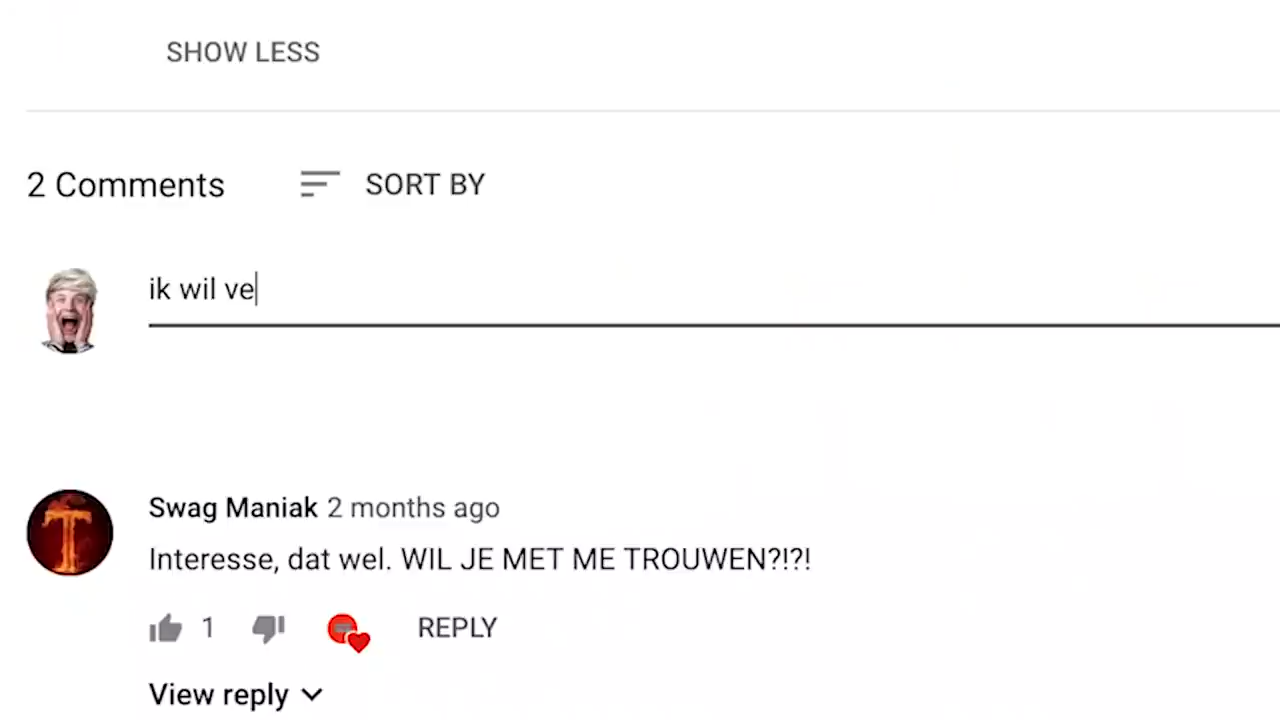 SHOW LESS
2 Comments SORT BY
ik wil ve
Swag Maniak 2 months ago
Interesse, dat wel. WIL JE MET ME TROUWEN?!?!
1 REPLY
View reply